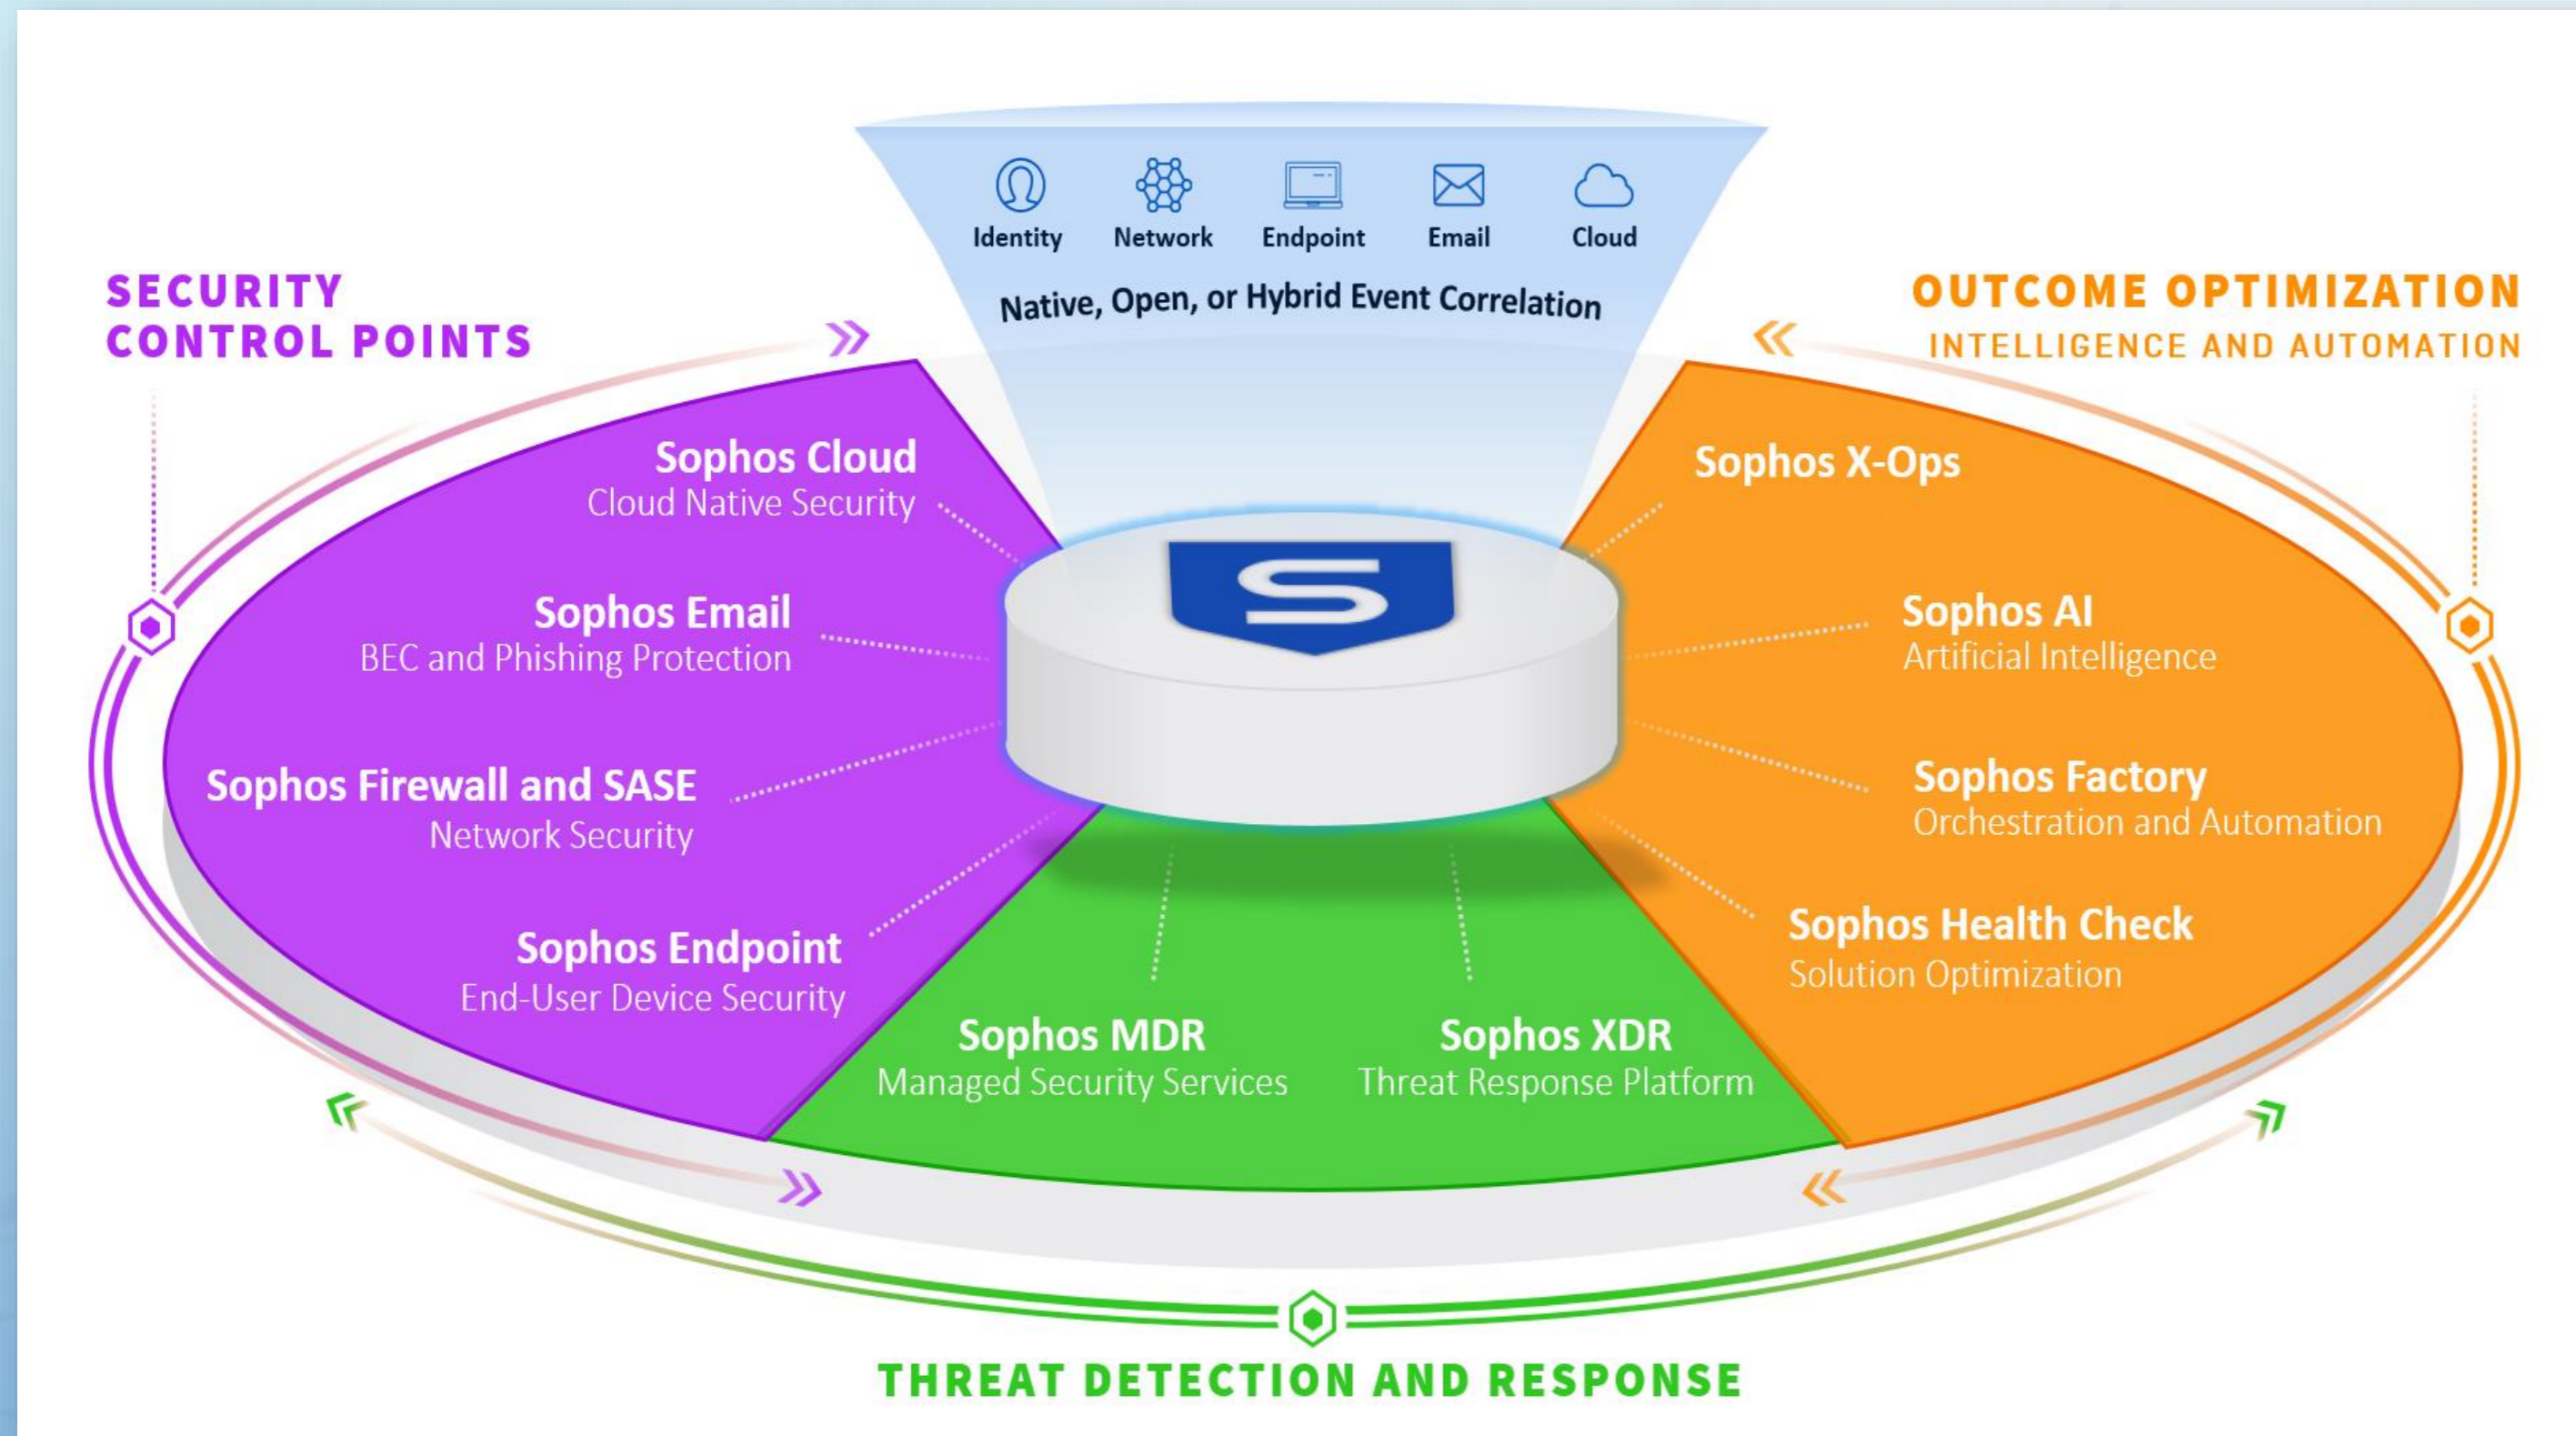 Identity
Network
Endpoint
Email
Cloud
Native, Open, or Hybrid Event Correlation
SECURITY
CONTROL POINTS
Sophos Cloud
Cloud Native Security
Sophos Email
BEC and Phishing Protection
Sophos Firewall and SASE
Network Security
Sophos Endpoint
End-User Device Security
S
OUTCOME OPTIMIZATION
INTELLIGENCE AND AUTOMATION
Sophos X-Ops
Sophos AI
Artificial Intelligence
Sophos Factory
Orchestration and Automation
Sophos Health Check
Solution Optimization
Sophos MDR
Managed Security Services
Sophos XDR
Threat Response Platform
THREAT DETECTION AND RESPONSE